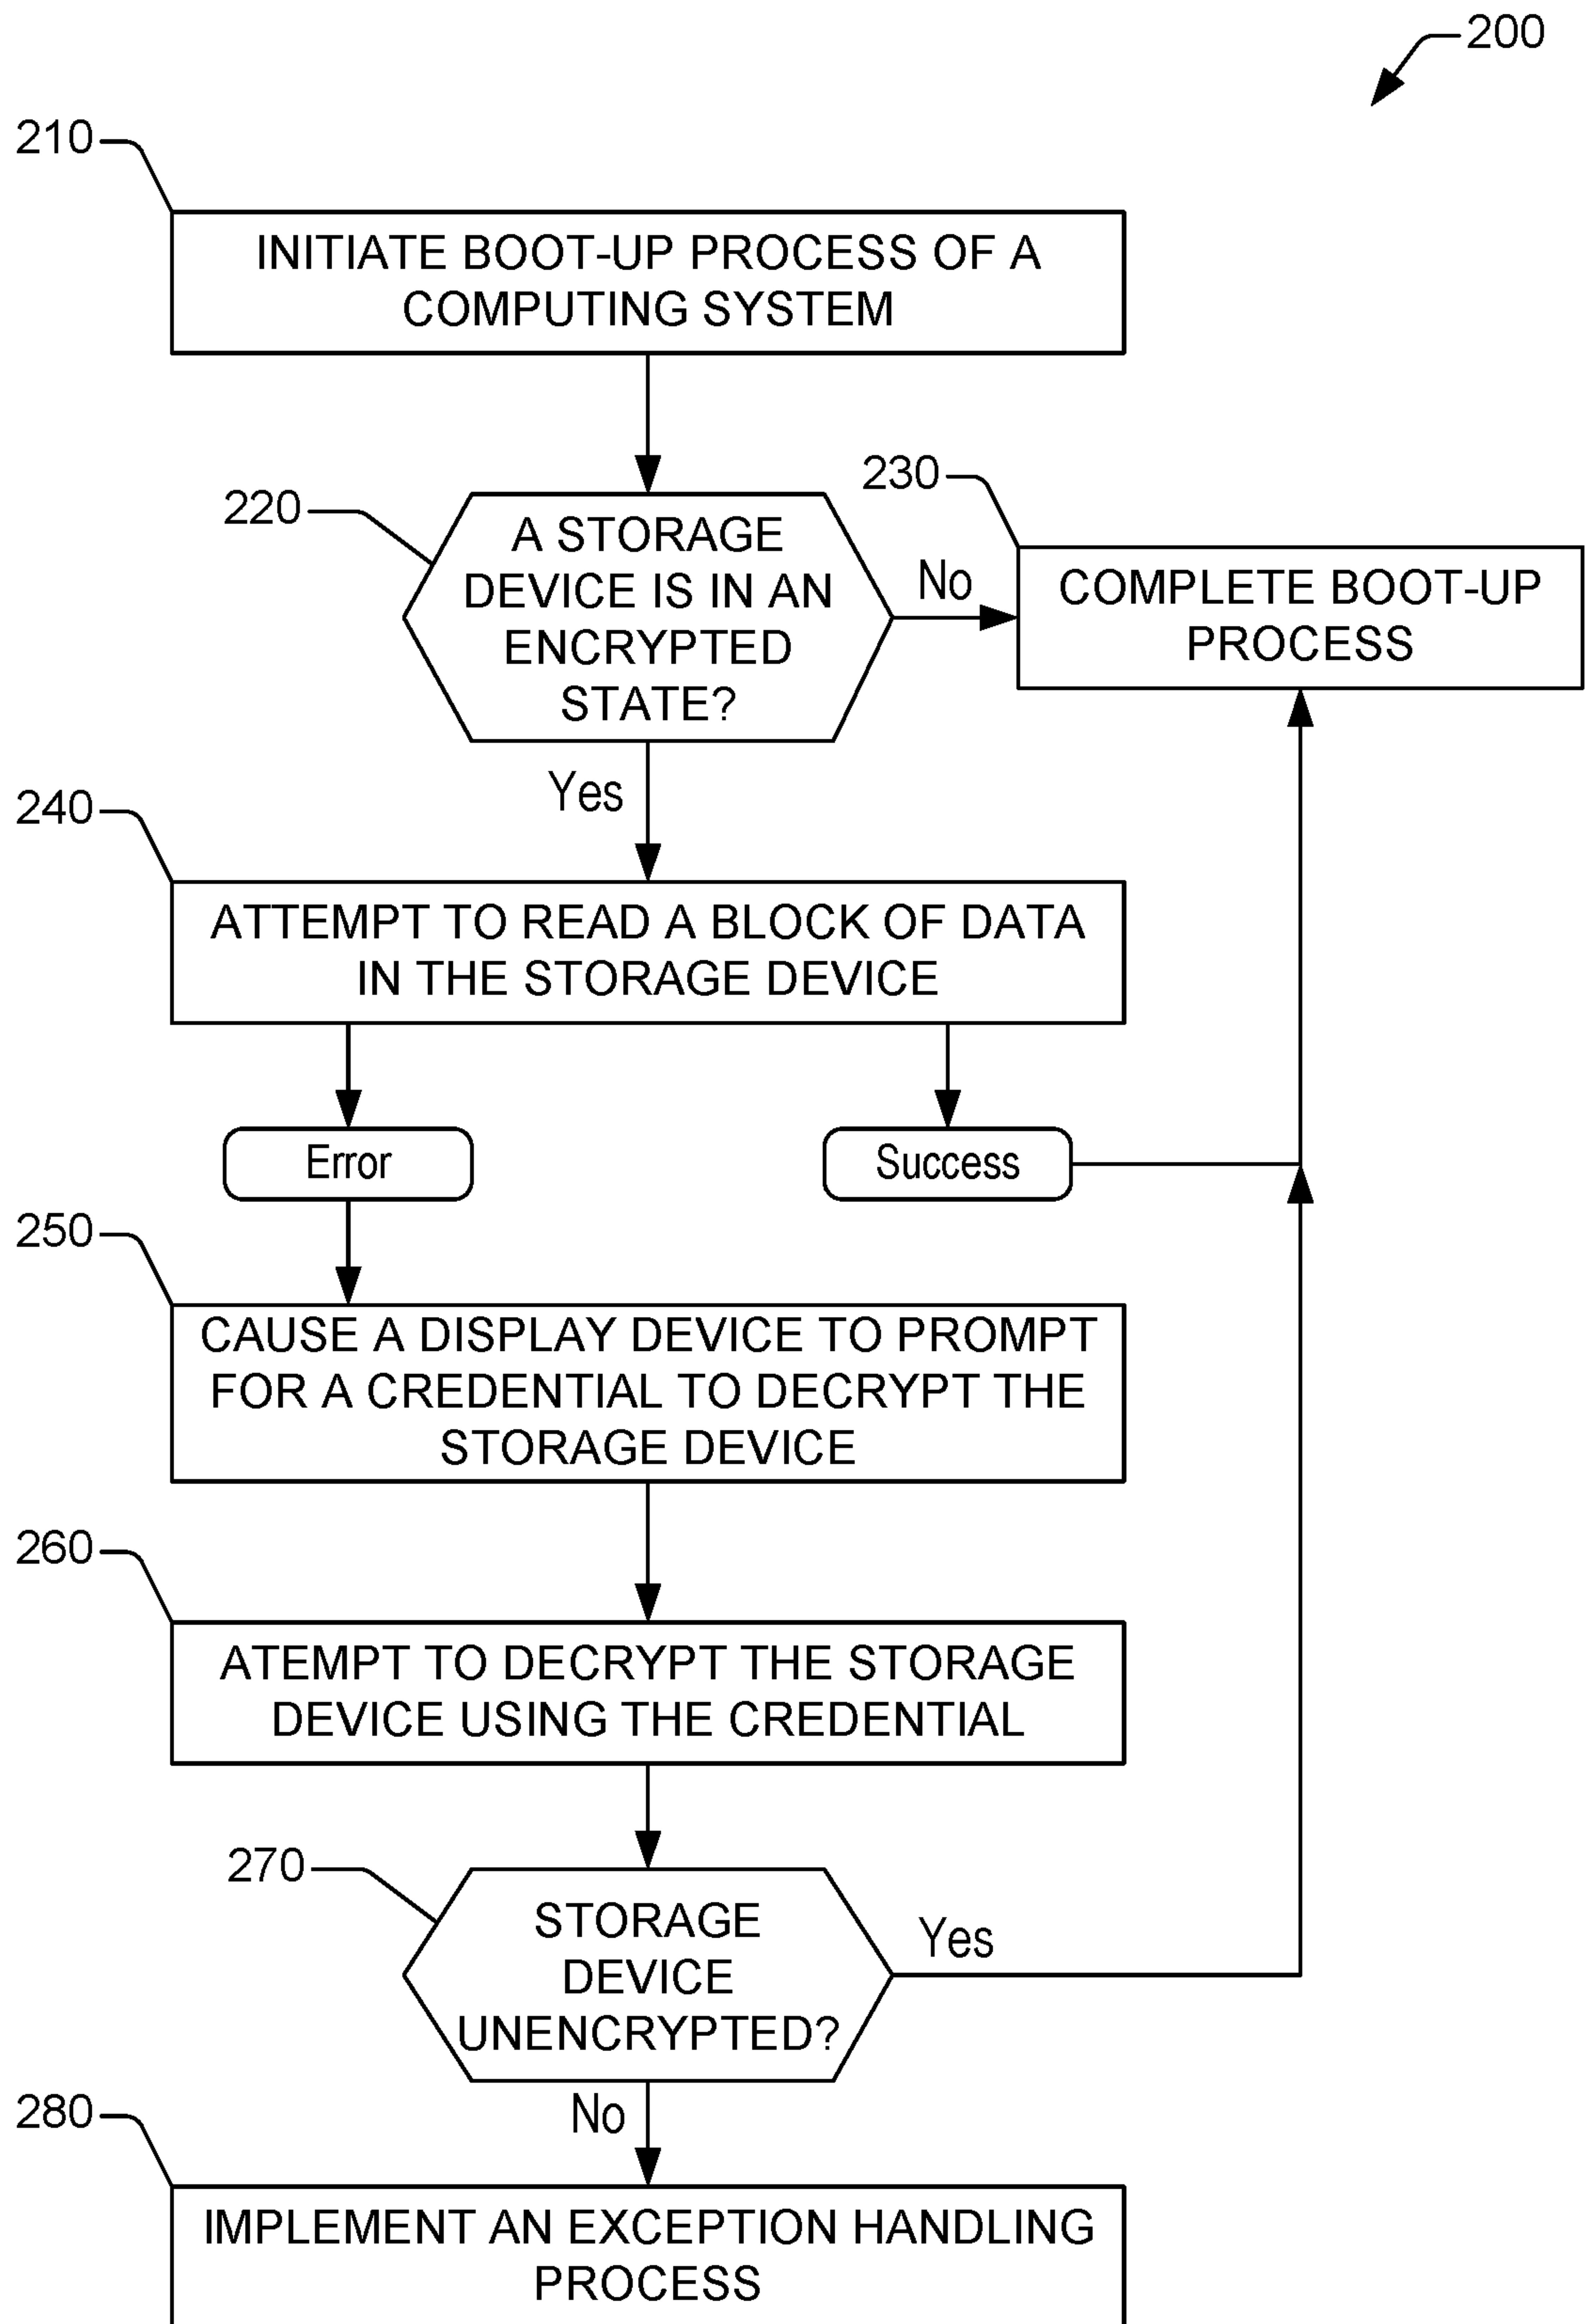 200
210
INITIATE BOOT-UP PROCESS OF A
COMPUTING SYSTEM
220
A STORAGE
DEVICE IS IN AN
ENCRYPTED
STATE?
No
230
COMPLETE BOOT-UP
PROCESS
Yes
240
ATTEMPT TO READ A BLOCK OF DATA
IN THE STORAGE DEVICE
Error
Success
250
CAUSE A DISPLAY DEVICE TO PROMPT
FOR A CREDENTIAL TO DECRYPT THE
STORAGE DEVICE
260
ATEMPT TO DECRYPT THE STORAGE
DEVICE USING THE CREDENTIAL
270
STORAGE
DEVICE
UNENCRYPTED?
Yes
No
280
IMPLEMENT AN EXCEPTION HANDLING
PROCESS